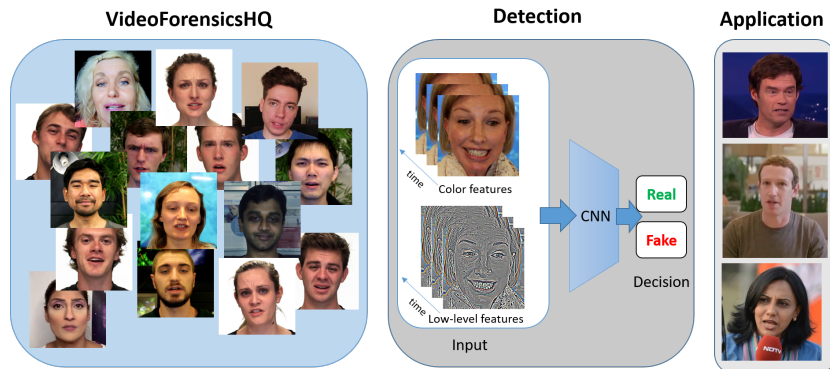 VideoForensicsHQ
Detection
Application
time
Color features
time
Low-level features
Input
CNN
Real
Fake
Decision
NDTV